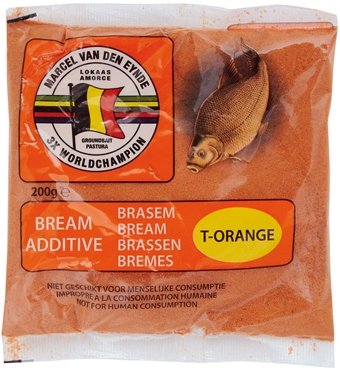 MARCEL VAN DEN EYNDE
LOKAAS
AMORCE
GROUNDBAIT
PASTURA
3X WORLDCHAMPION
200g e
BREAM
ADDITIVE
BRASEM
BREAM
BRASSEN
BREMES
T-ORANGE
NIET GESCHIKT VOOR MENSELIJKE CONSUMPTIE
IMPROPRE A LA CONSOMMATION HUMAINE
NOT FOR HUMAN CONSUMPTION